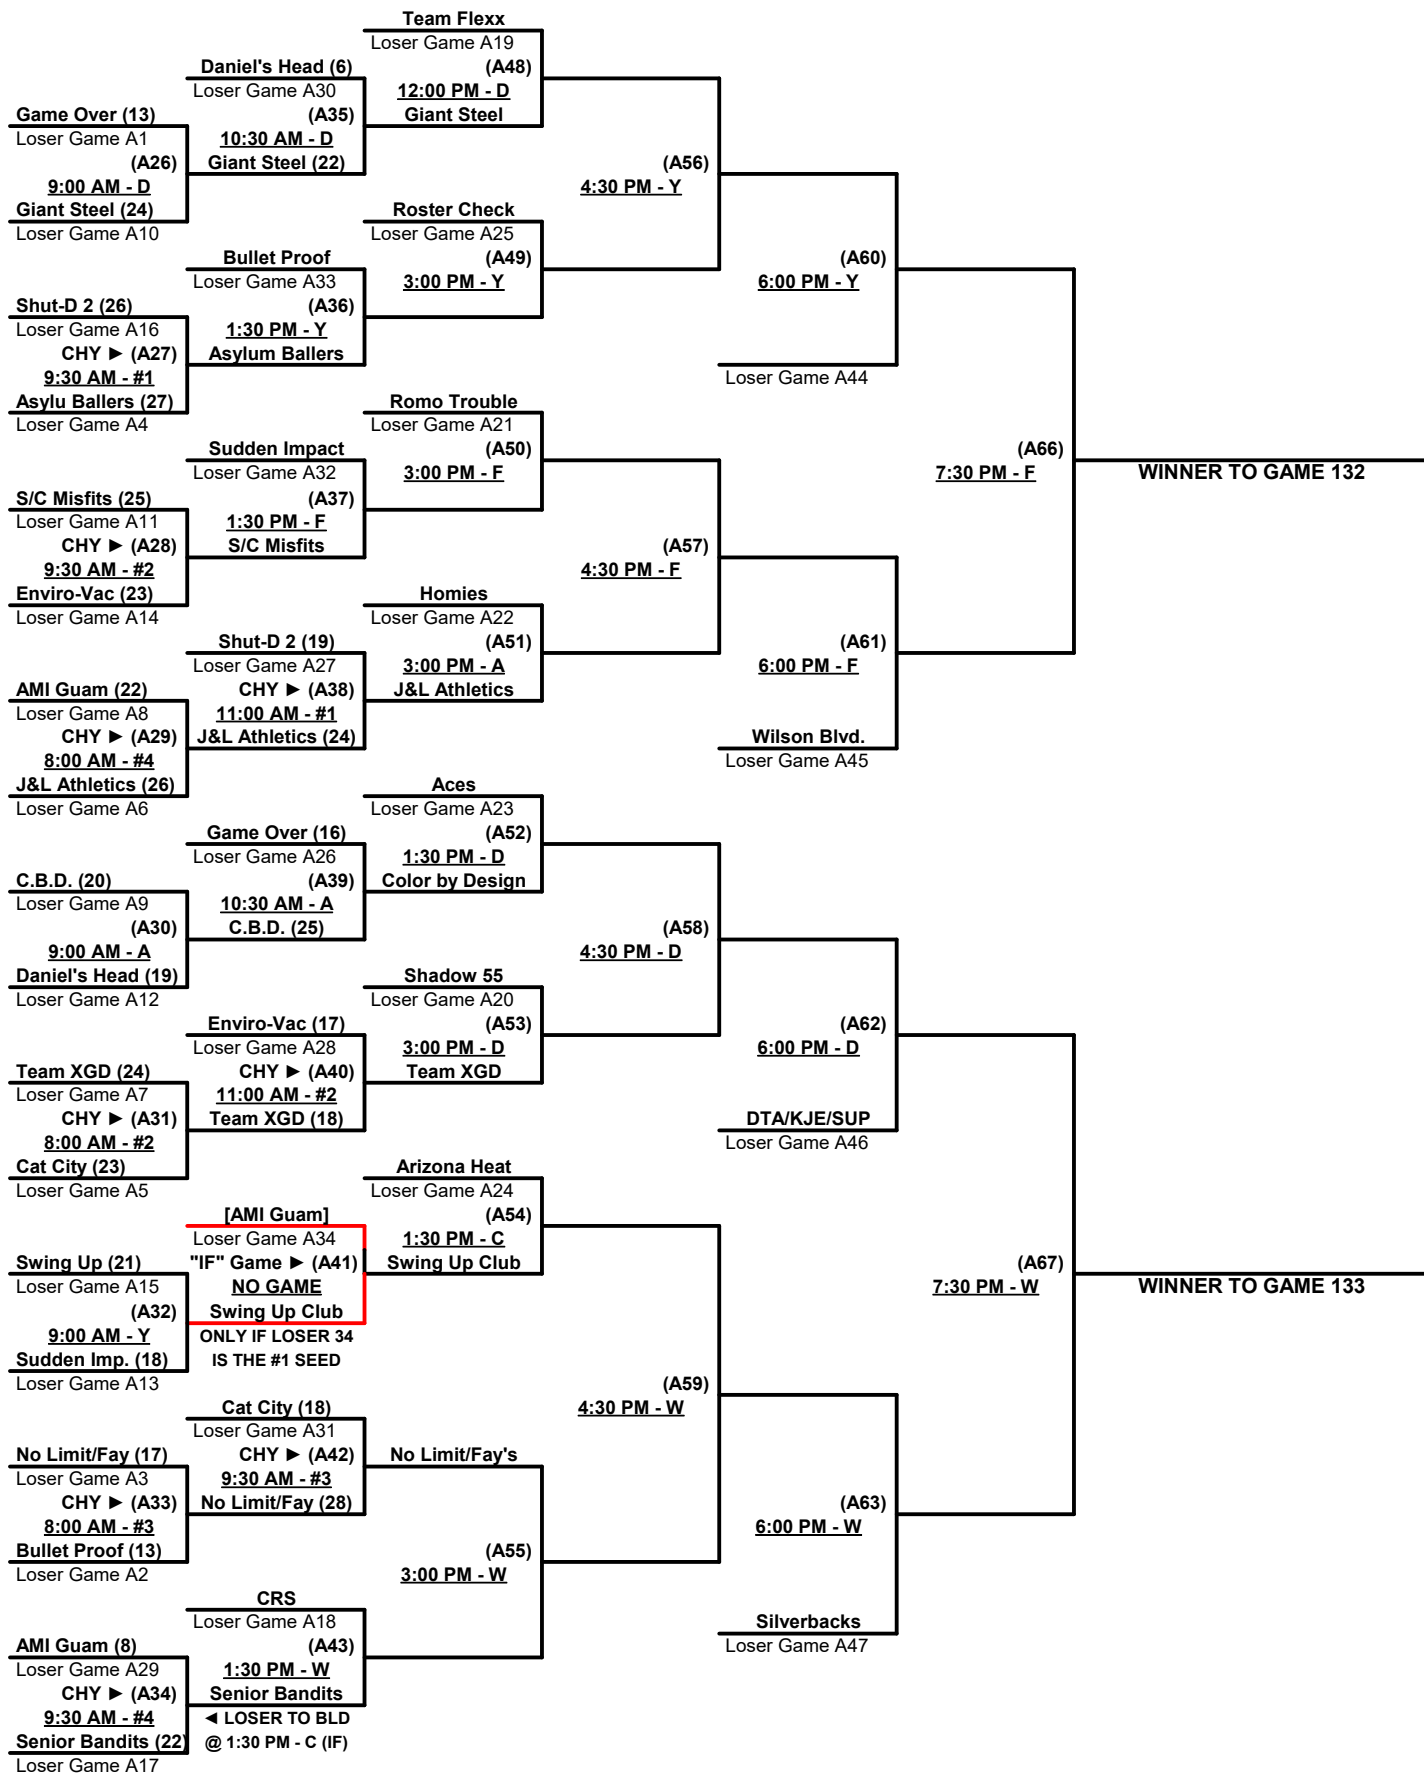 Team Flexx
Loser Game A19
Daniel's Head (6)
(A48)
Loser Game A30
12:00 PM - D
Game Over (13)
(A35)
Giant Steel
Loser Game A1
10:30 AM - D
(A26)
Giant Steel (22)
(A56)
9:00 AM - D
4:30 PM - Y
Giant Steel (24)
Roster Check
Loser Game A10
Loser Game A25
Bullet Proof
(A49)
(A60)
Loser Game A33
3:00 PM - Y
6:00 PM - Y
Shut-D 2 (26)
(A36)
Loser Game A16
1:30 PM - Y
CHY ► (A27)
Asylum Ballers
9:30 AM - #1
Loser Game A44
Asylu Ballers (27)
Romo Trouble
Loser Game A4
Loser Game A21
Sudden Impact
(A50)
(A66)
Loser Game A32
3:00 PM - F
7:30 PM - F
WINNER TO GAME 132
S/C Misfits (25)
(A37)
Loser Game A11
1:30 PM - F
CHY ► (A28)
S/C Misfits
(A57)
9:30 AM - #2
4:30 PM - F
Enviro-Vac (23)
Homies
Loser Game A14
Loser Game A22
Shut-D 2 (19)
(A51)
(A61)
Loser Game A27
3:00 PM - A
6:00 PM - F
AMI Guam (22)
CHY ► (A38)
J&L Athletics
Loser Game A8
11:00 AM - #1
CHY ► (A29)
J&L Athletics (24)
Wilson Blvd.
8:00 AM - #4
Loser Game A45
J&L Athletics (26)
Aces
Loser Game A6
Loser Game A23
Game Over (16)
(A52)
Loser Game A26
1:30 PM - D
C.B.D. (20)
(A39)
Color by Design
Loser Game A9
10:30 AM - A
(A30)
C.B.D. (25)
(A58)
9:00 AM - A
4:30 PM - D
Daniel's Head (19)
Shadow 55
Loser Game A12
Loser Game A20
Enviro-Vac (17)
(A53)
(A62)
Loser Game A28
3:00 PM - D
6:00 PM - D
Team XGD (24)
CHY ► (A40)
Team XGD
Loser Game A7
11:00 AM - #2
CHY ► (A31)
Team XGD (18)
DTA/KJE/SUP
8:00 AM - #2
Loser Game A46
Cat City (23)
Arizona Heat
Loser Game A5
Loser Game A24
[AMI Guam]
(A54)
Loser Game A34
1:30 PM - C
Swing Up (21)
"IF" Game ► (A41)
Swing Up Club
(A67)
Loser Game A15
NO GAME
7:30 PM - W
WINNER TO GAME 133
(A32)
Swing Up Club
9:00 AM - Y
ONLY IF LOSER 34
Sudden Imp. (18)
IS THE #1 SEED
Loser Game A13
(A59)
Cat City (18)
4:30 PM - W
Loser Game A31
No Limit/Fay (17)
CHY ► (A42)
No Limit/Fay's
Loser Game A3
9:30 AM - #3
CHY ► (A33)
No Limit/Fay (28)
(A63)
8:00 AM - #3
6:00 PM - W
Bullet Proof (13)
(A55)
Loser Game A2
3:00 PM - W
CRS
Loser Game A18
Silverbacks
AMI Guam (8)
(A43)
Loser Game A47
Loser Game A29
1:30 PM - W
CHY ► (A34)
Senior Bandits
9:30 AM - #4
◄ LOSER TO BLD
Senior Bandits (22)
@ 1:30 PM - C (IF)
Loser Game A17